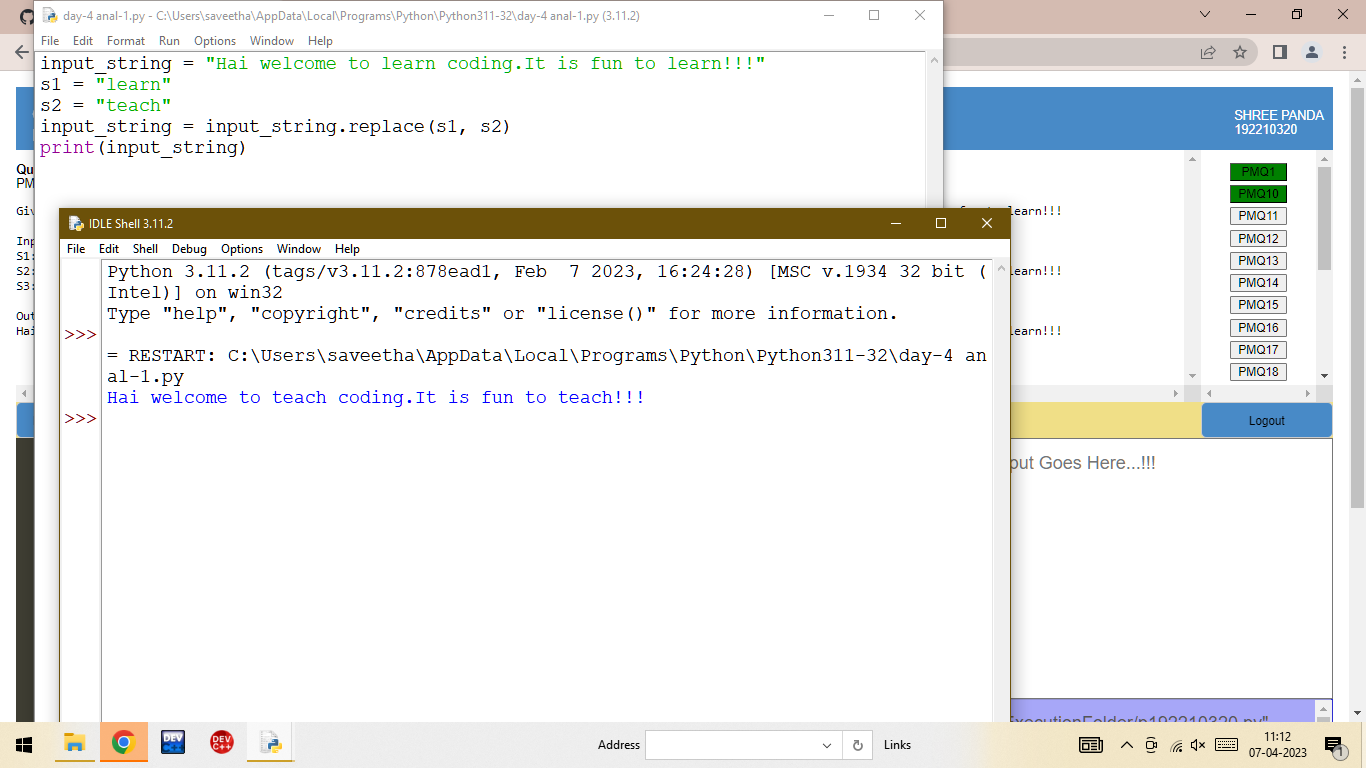 day-4 anal-1.py - C:\Users\saveetha\AppData\Local\Programs\Python\Python311-32\day-4 anal-1.py (3.11.2)
File Edit Format Run Options Window Help
input_string = "Hai welcome to learn coding.It is fun to learn!!!"
s1 = "learn"
s2 = "teach"
input_string = input_string.replace(s1, s2)
print(input_string)
SHREE PANDA
192210320
Qu
PM
Giv
Inp
S1:
S2:
S3:
Out
Hai
learn!!!
learn!!!
learn!!!
PMQ1
PMQ10
PMQ11
PMQ12
PMQ13
PMQ14
PMQ15
PMQ16
PMQ17
PMQ18
Logout
put Goes Here...!!!
ExecutionFolder/p192210320.py"
IDLE Shell 3.11.2
File Edit Shell Debug Options Window Help
Python 3.11.2 (tags/v3.11.2:878ead1, Feb  7 2023, 16:24:28) [MSC v.1934 32 bit (
Intel)] on win32
Type "help", "copyright", "credits" or "license()" for more information.
>>>
= RESTART: C:\Users\saveetha\AppData\Local\Programs\Python\Python311-32\day-4 an
al-1.py
Hai welcome to teach coding.It is fun to teach!!!
>>>
DEV C++
DEV C++
Address
Links
11:12
07-04-2023
1